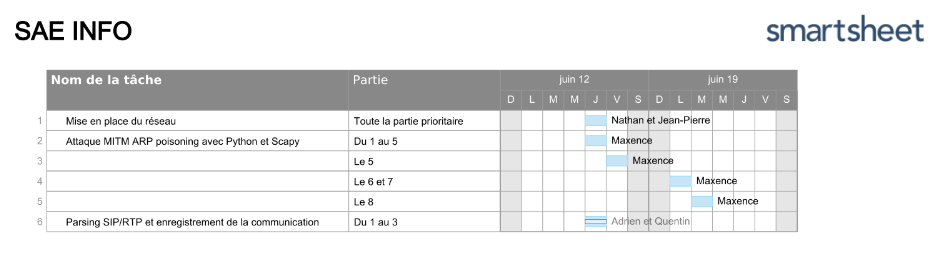 SAE INFO
smartsheet
Nom de la tâche Partie juin 12 juin 19
D L M M J V S D L M M J V S
1 Mise en place du réseau Toute la partie prioritaire Nathan et Jean-Pierre
2 Attaque MITM ARP poisoning avec Python et Scapy Du 1 au 5 Maxence
3 Le 5 Maxence
4 Le 6 et 7 Maxence
5 Le 8 Maxence
6 Parsing SIP/RTP et enregistrement de la communication Du 1 au 3 Adrien et Quentin